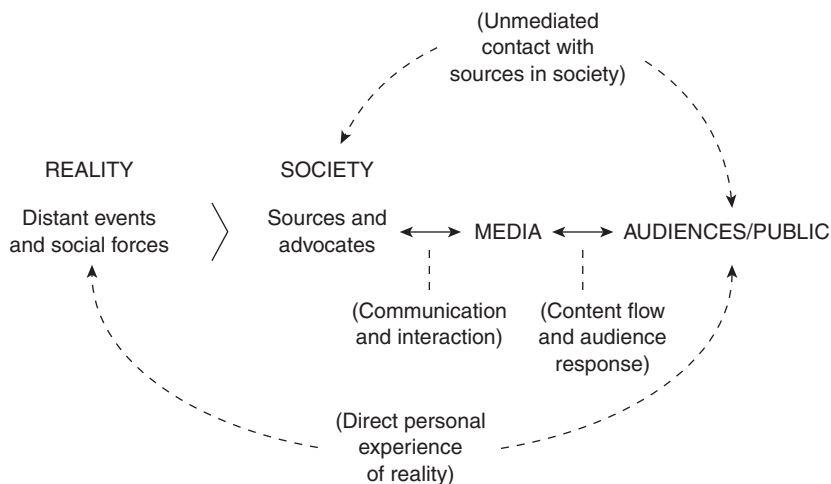 (Unmediated
contact with
sources in society)
REALITY
SOCIETY
Distant events
and social forces
Sources and
advocates
MEDIA
AUDIENCES/PUBLIC
(Communication
and interaction)
(Content flow
and audience
response)
(Direct personal
experience
of reality)